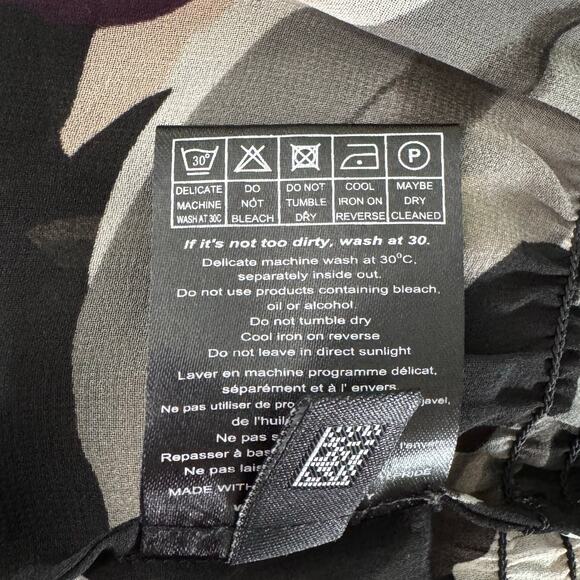 30°
P
DELICATE MACHINE WASH AT 30C
DO NOT BLEACH
DO NOT TUMBLE DRY
COOL IRON ON REVERSE
MAYBE DRY CLEANED
If it's not too dirty, wash at 30.
Delicate machine wash at 30°C,
separately inside out.
Do not use products containing bleach,
oil or alcohol.
Do not tumble dry
Cool iron on reverse
Do not leave in direct sunlight
Laver en machine programme délicat,
séparément et à l' envers.
Ne pas utiliser de
de l'huil
Ne pas
Repasser à l'envers
Ne pas
MADE WITH